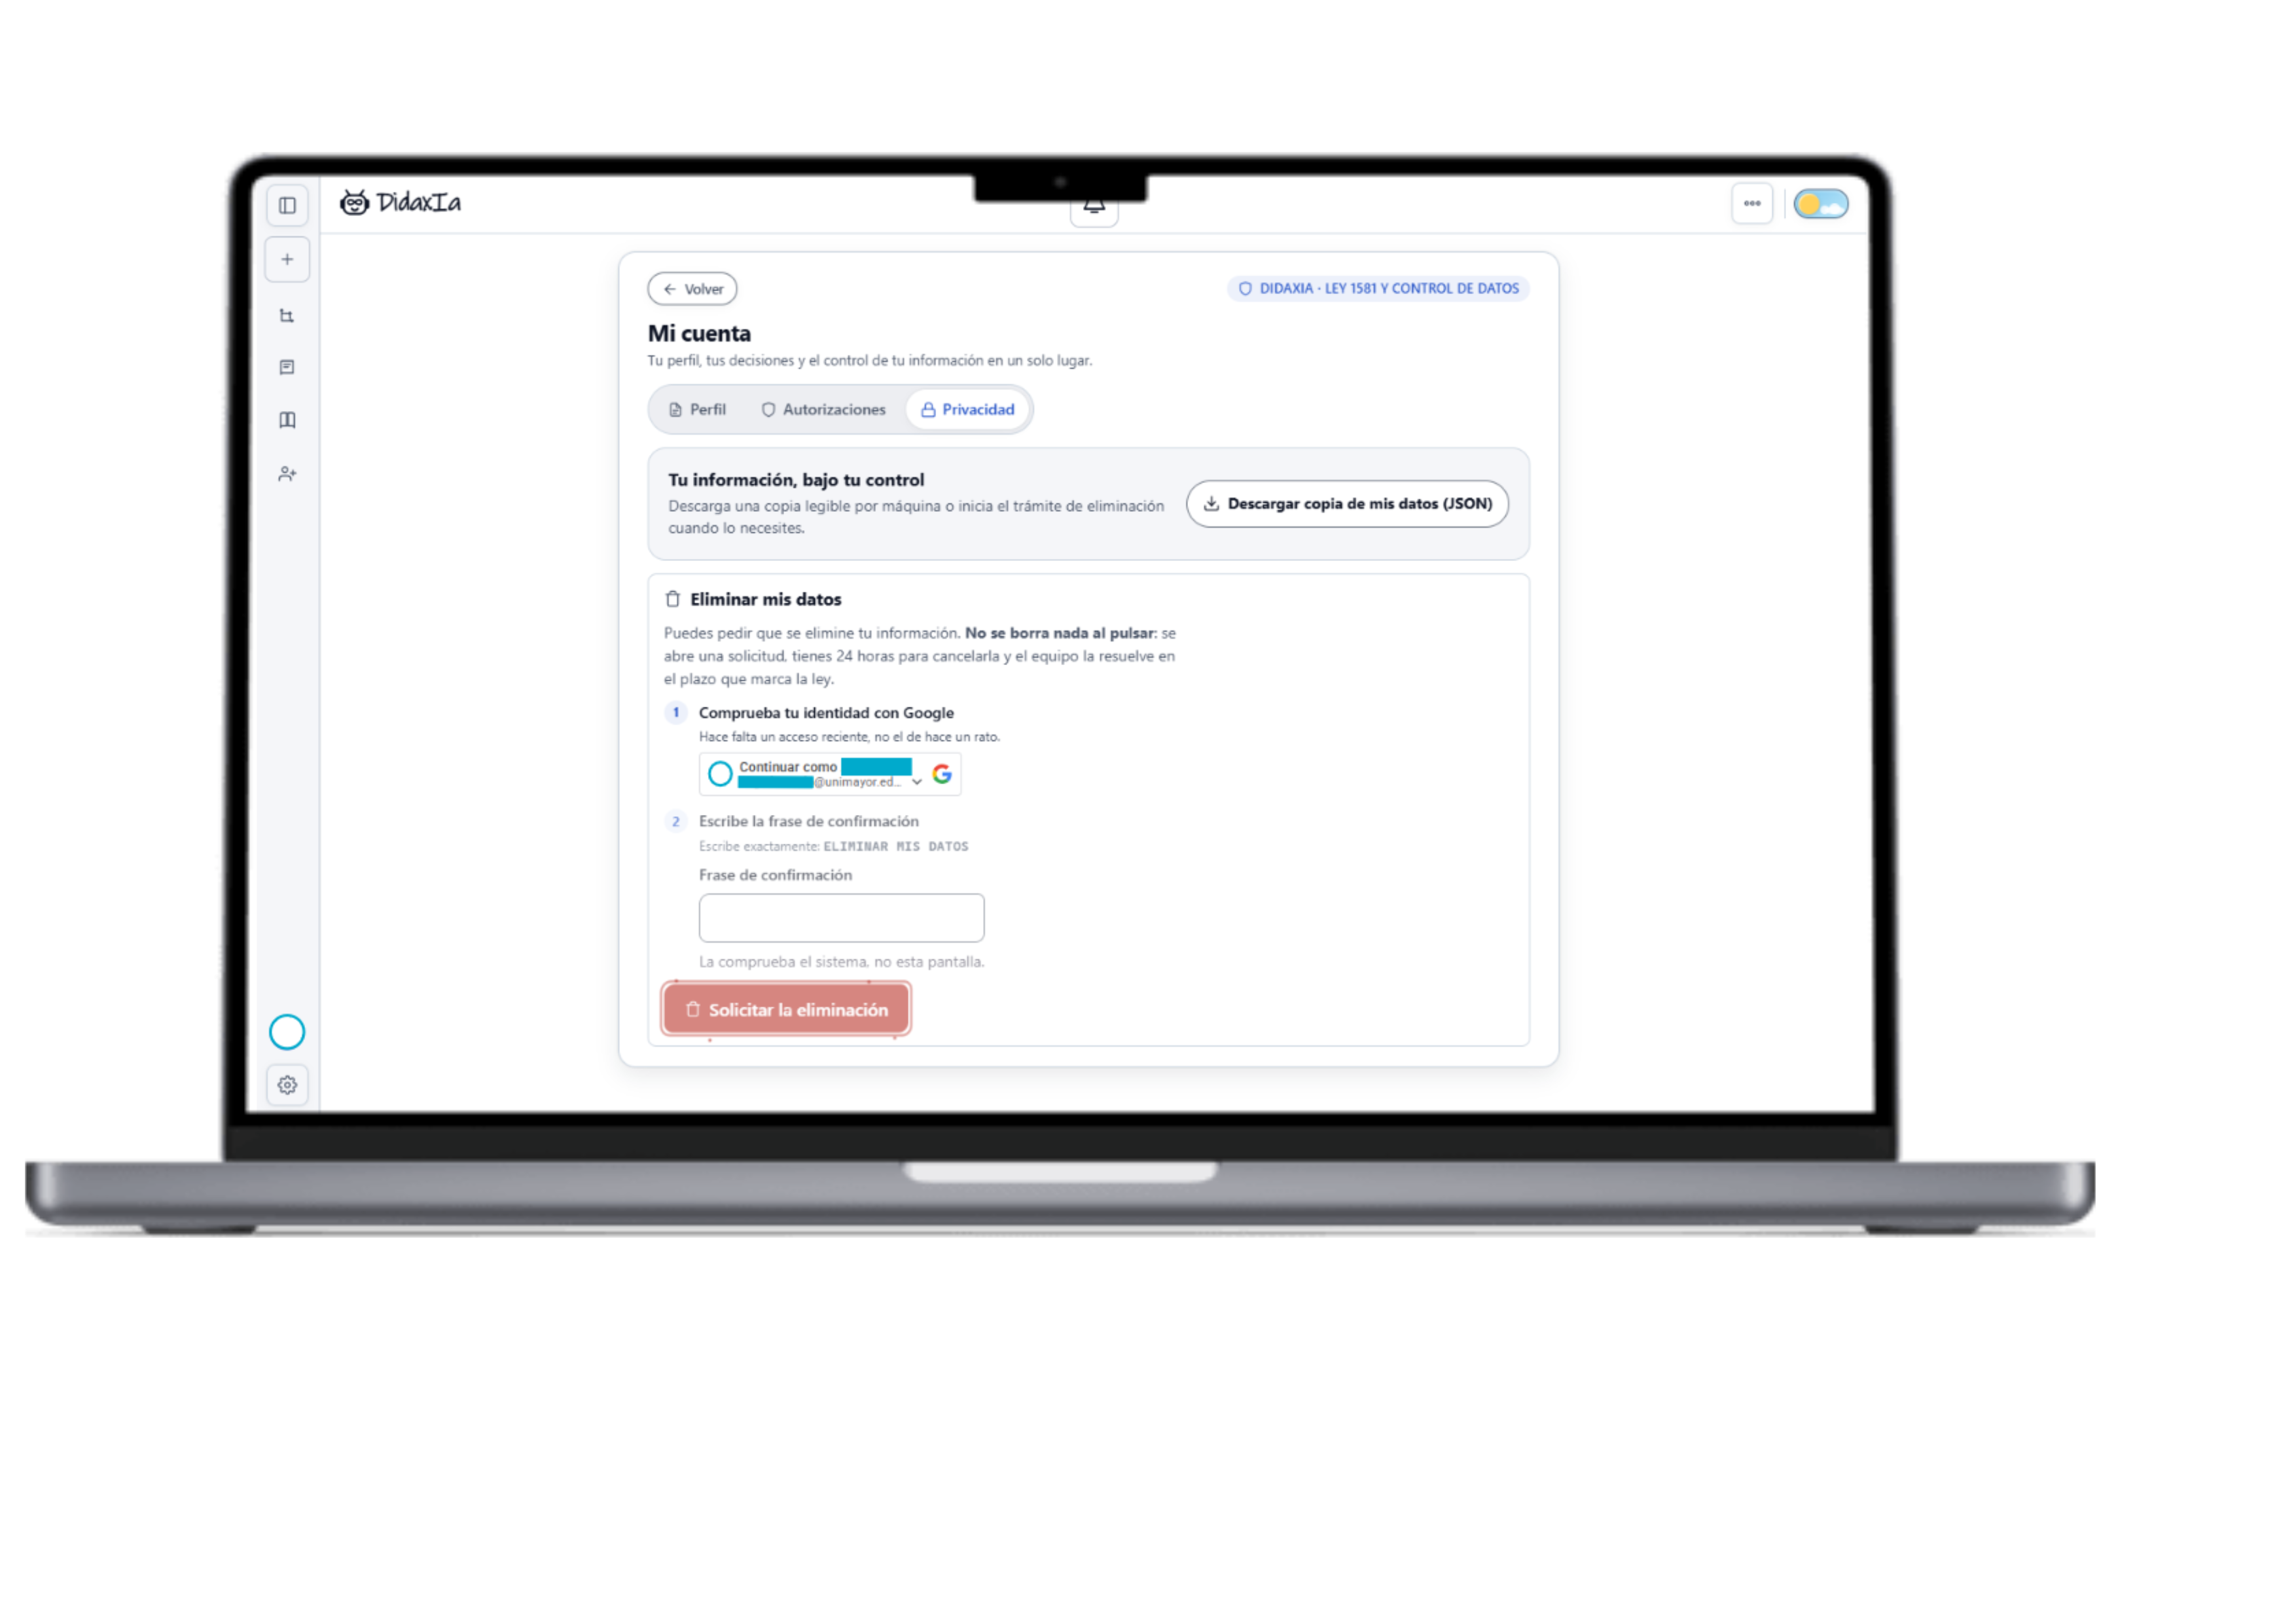 DidaxIa
Volver
DIDAXIA · LEY 1581 Y CONTROL DE DATOS
Mi cuenta
Tu perfil, tus decisiones y el control de tu información en un solo lugar.
Perfil
Autorizaciones
Privacidad
Tu información, bajo tu control
Descarga una copia legible por máquina o inicia el trámite de eliminación
cuando lo necesites.
Descargar copia de mis datos (JSON)
Eliminar mis datos
Puedes pedir que se elimine tu información. No se borra nada al pulsar: se
abre una solicitud, tienes 24 horas para cancelarla y el equipo la resuelve en
el plazo que marca la ley.
1 Comprueba tu identidad con Google
Hace falta un acceso reciente, no el de hace un rato.
Continuar como
@unimayor.ed...
2 Escribe la frase de confirmación
Escribe exactamente: ELIMINAR MIS DATOS
Frase de confirmación
La comprueba el sistema, no esta pantalla.
Solicitar la eliminación